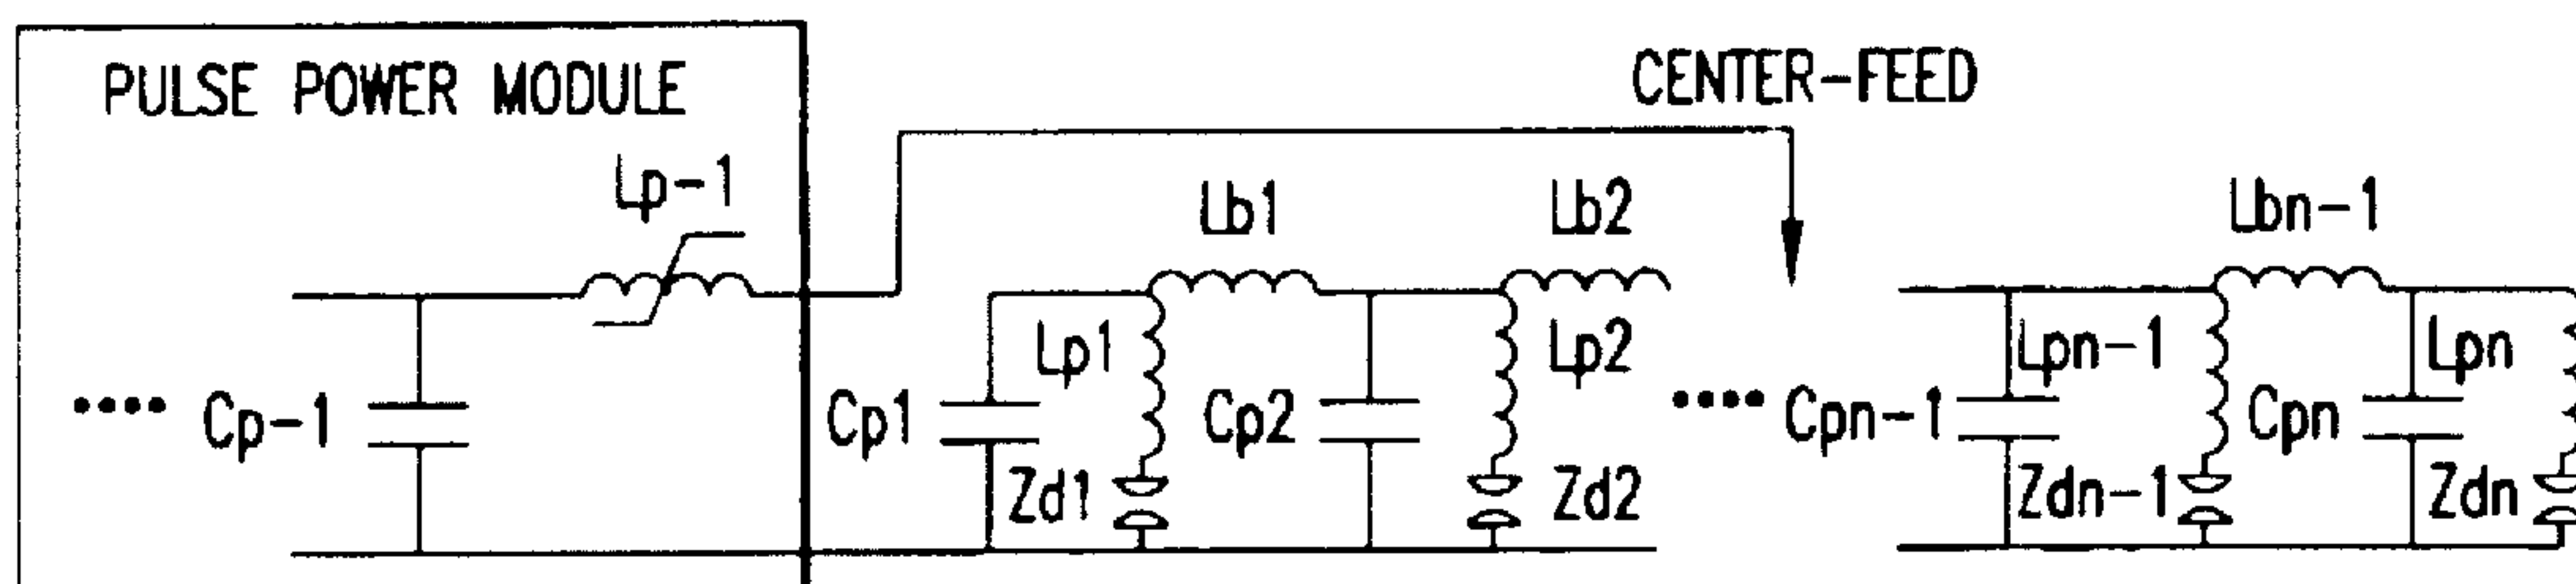 PULSE POWER MODULE
CENTER-FEED
Lp-1
Lb1
Lb2
Lbn-1
Lp1
Lp2
Lpn-1
Lpn
•••• Cp-1
Cp1
Cp2
•••• Cpn-1
Cpn
Zd1
Zd2
Zdn-1
Zdn